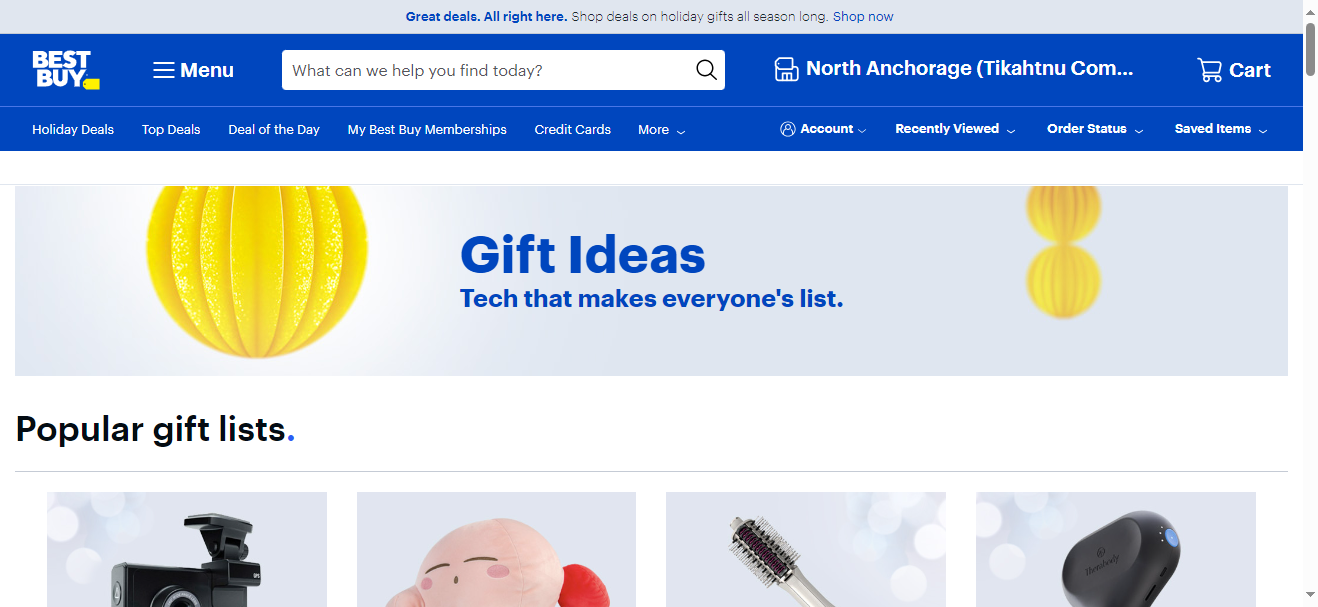 Great deals. All right here. Shop deals on holiday gifts all season long. Shop now
BEST
BUY
Menu
What can we help you find today?
North Anchorage (Tikahtnu Com...
Cart
Holiday Deals
Top Deals
Deal of the Day
My Best Buy Memberships
Credit Cards
More
Account
Recently Viewed
Order Status
Saved Items
Gift Ideas
Tech that makes everyone's list.
Popular gift lists.
GPS
Therabody